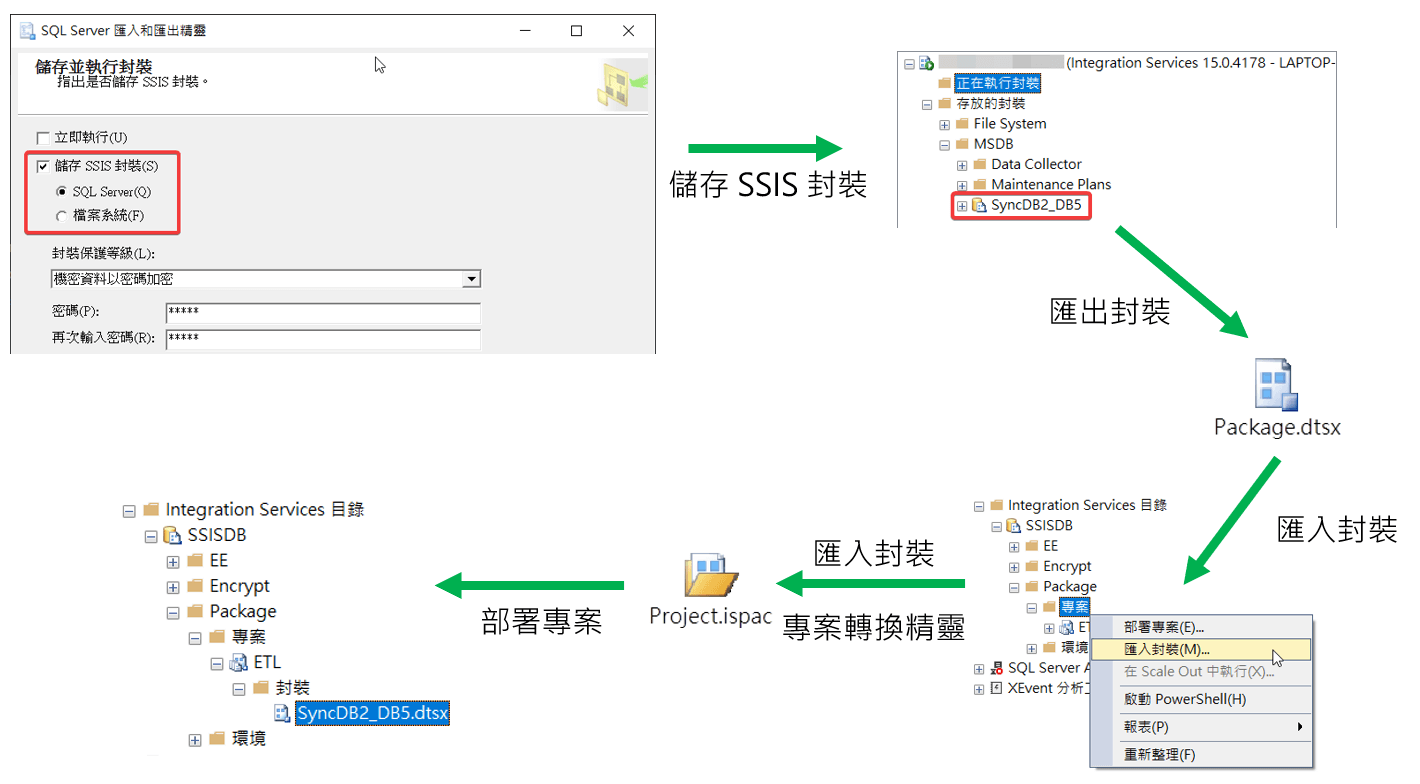 SQL Server 匯入和匯出精靈
儲存並執行封裝
指出是否儲存 SSIS 封裝。
立即執行(U)
儲存 SSIS 封裝(S)
SQL Server(Q)
檔案系統(F)
封裝保護等級(L):
機密資料以密碼加密
密碼(P):
*****
再次輸入密碼(R):
*****
儲存 SSIS 封裝
(Integration Services 15.0.4178 - LAPTOP-
正在執行封裝
存放的封裝
File System
MSDB
Data Collector
Maintenance Plans
SyncDB2_DB5
匯出封裝
Package.dtsx
匯入封裝
Integration Services 目錄
SSISDB
EE
Encrypt
Package
專案
ET
環境
SQL Server A
XEvent 分析
部署專案(E)...
匯入封裝(M)...
在 Scale Out 中執行(X)...
啟動 PowerShell(H)
報表(P)
重新整理(F)
匯入封裝
專案轉換精靈
Project.ispac
部署專案
Integration Services 目錄
SSISDB
EE
Encrypt
Package
專案
ETL
封裝
SyncDB2_DB5.dtsx
環境